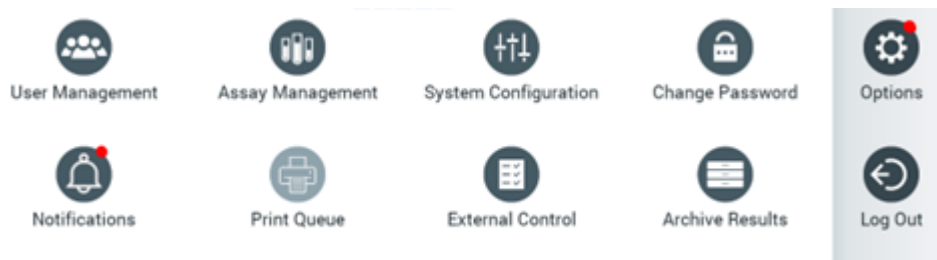 User Management
Assay Management
System Configuration
Change Password
Options
Notifications
Print Queue
External Control
Archive Results
Log Out